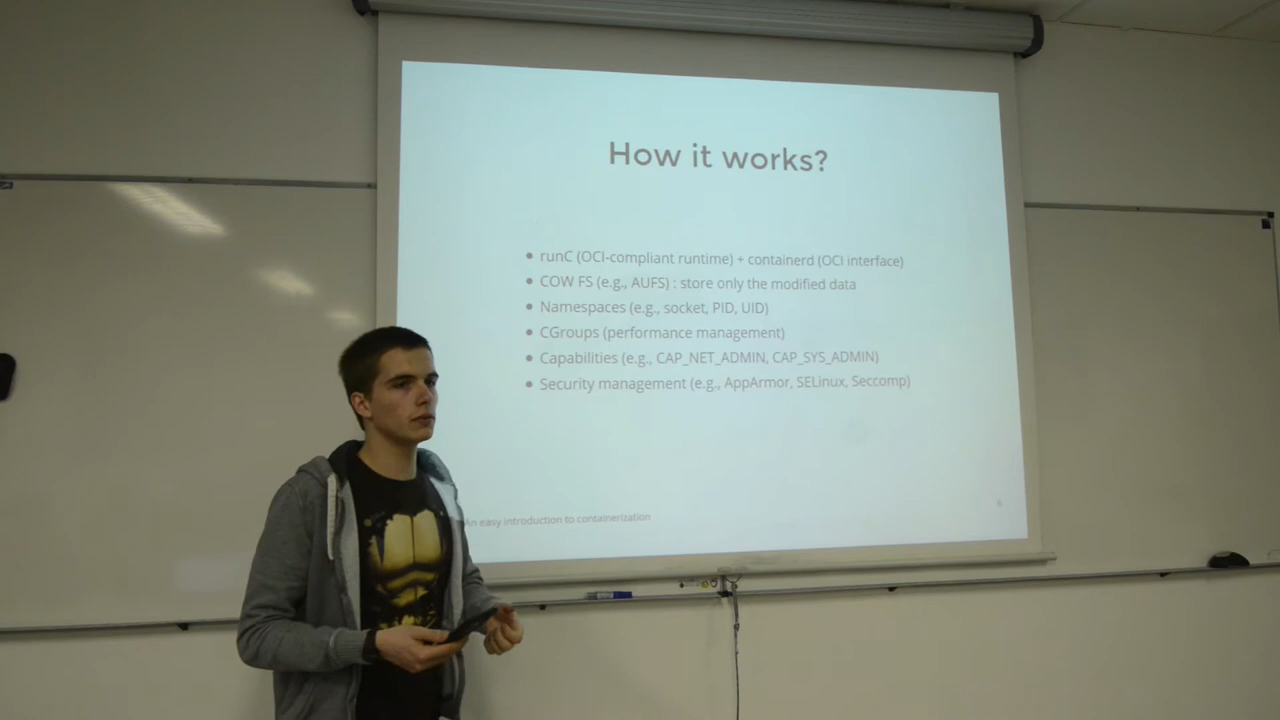 How it works?
• runC (OCI-compliant runtime) + containerd (OCI interface)
• COW FS (e.g., AUFS) : store only the modified data
• Namespaces (e.g., socket, PID, UID)
• CGroups (performance management)
• Capabilities (e.g., CAP_NET_ADMIN, CAP_SYS_ADMIN)
• Security management (e.g., AppArmor, SELinux, Seccomp)
An easy introduction to containerization